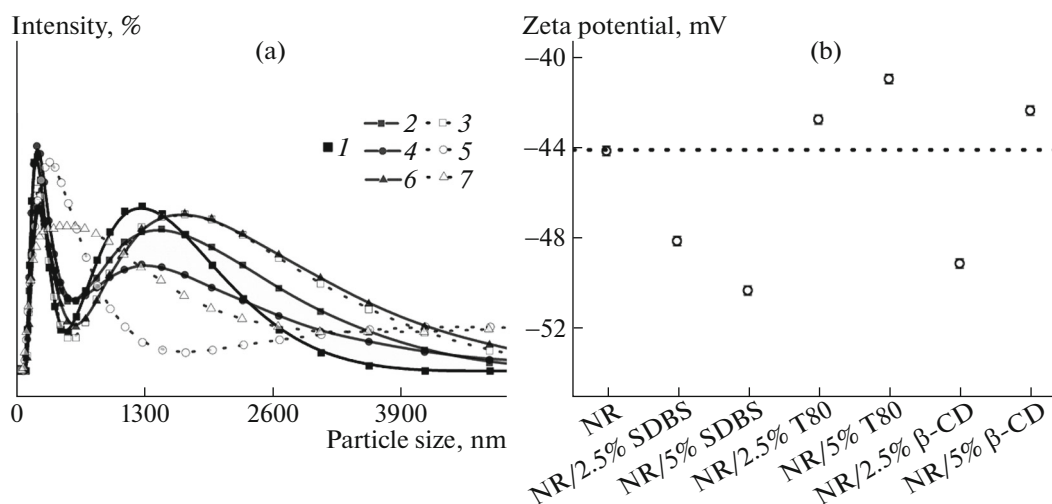 Intensity, %
(a)
1
2 3
4 5
6 7
0 1300 2600 3900
Particle size, nm
Zeta potential, mV
(b)
−40
−44
−48
−52
NR
NR/2.5% SDBS
NR/5% SDBS
NR/2.5% T80
NR/5% T80
NR/2.5% β-CD
NR/5% β-CD